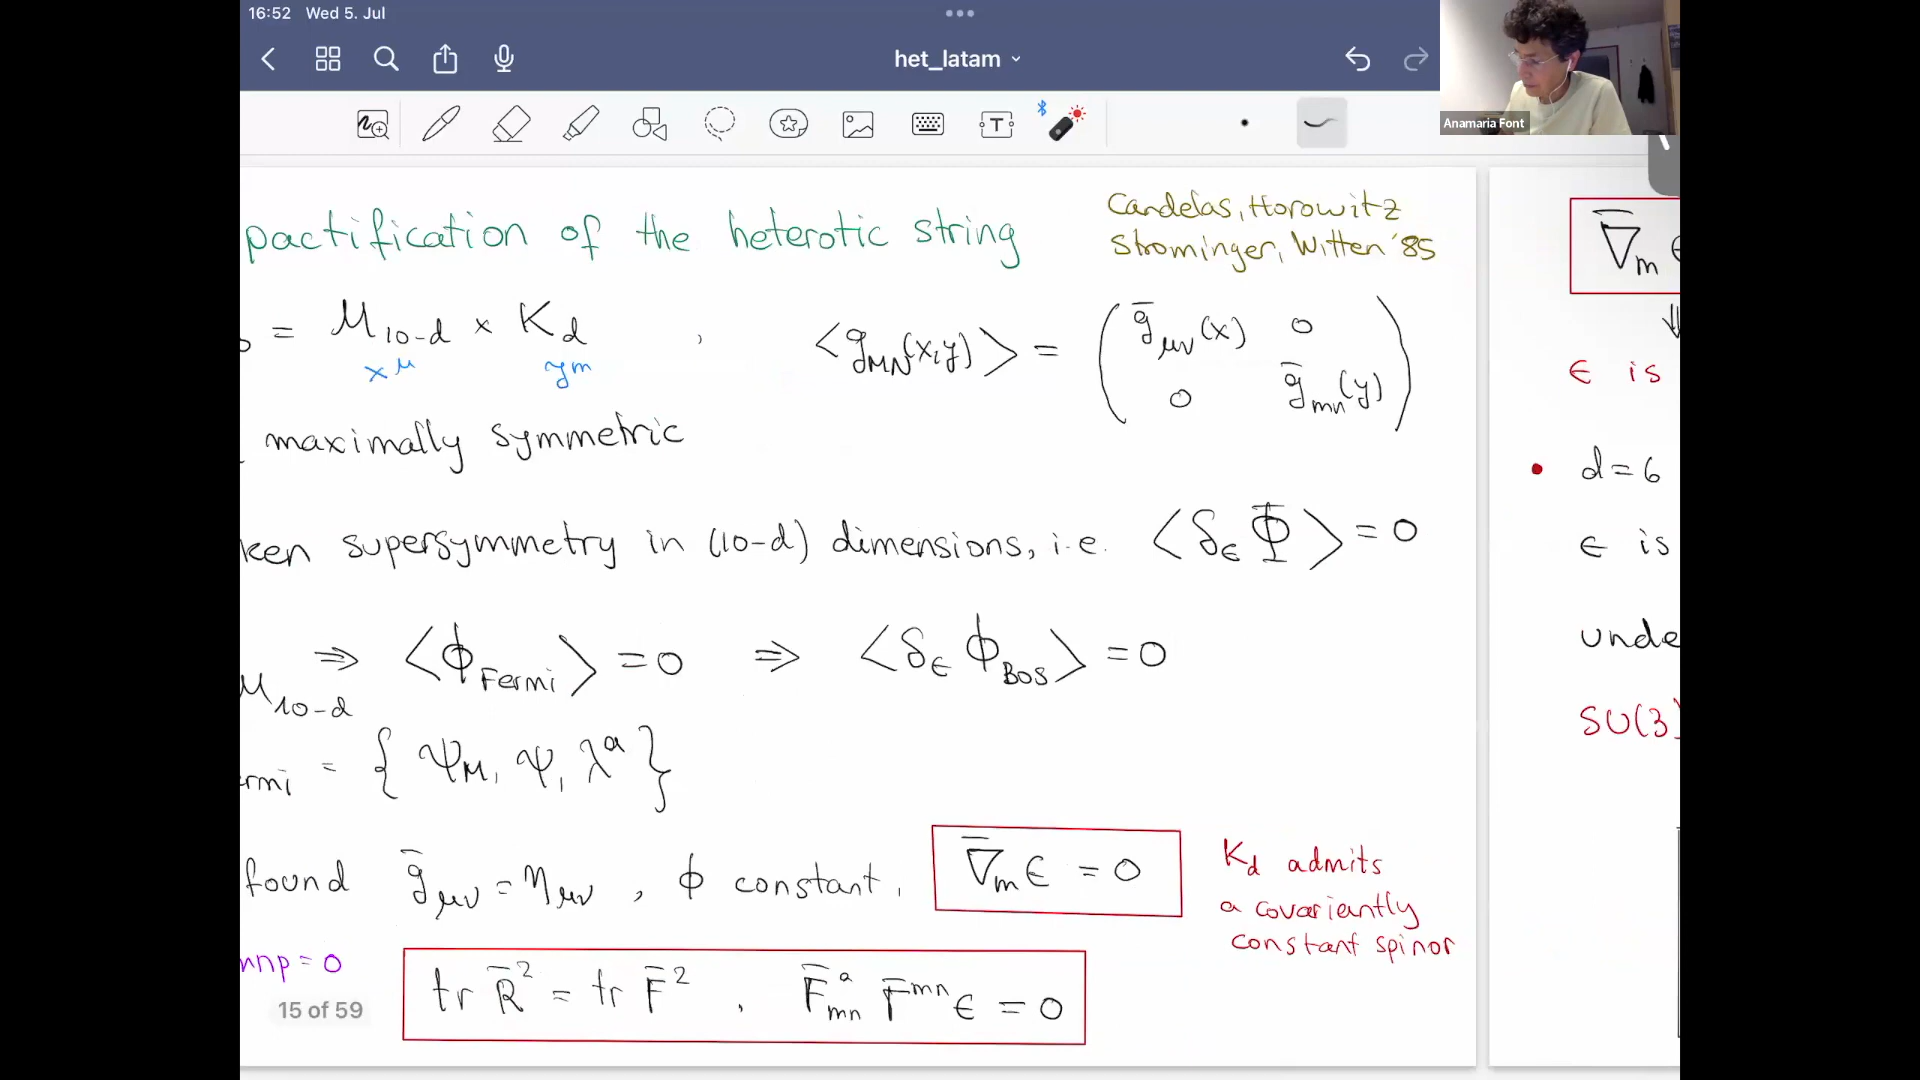 16:52 Wed 5. Jul
het_latam
Anamaria Font
pactification of the heterotic string
Candelas, Horowitz
Strominger, Witten '85
= M₁₀₋d × K_d , ⟨g_MN(x,y)⟩ = ( ḡ_μν(x) 0
x^μ y^m
0 ḡ_mn(y) )
maximally symmetric
ken supersymmetry in (10-d) dimensions, i.e. ⟨δ_ϵ Φ⟩ = 0
⇒ ⟨ϕ_Fermi⟩ = 0 ⇒ ⟨δ_ϵ ϕ_Bos⟩ = 0
M₁₀₋d
rmi = { ψ_M, ψ, λ^a }
found ḡ_μν = η_μν , ϕ constant, ∇̄_m ϵ = 0
K_d admits
a covariantly
constant spinor
mnp = 0
tr R̄² = tr F̄² , F̄^a_mn Γ̄^mn ϵ = 0
15 of 59
∇̄_m ϵ
⇓
ϵ is
• d = 6
ϵ is
unde
SU(3)